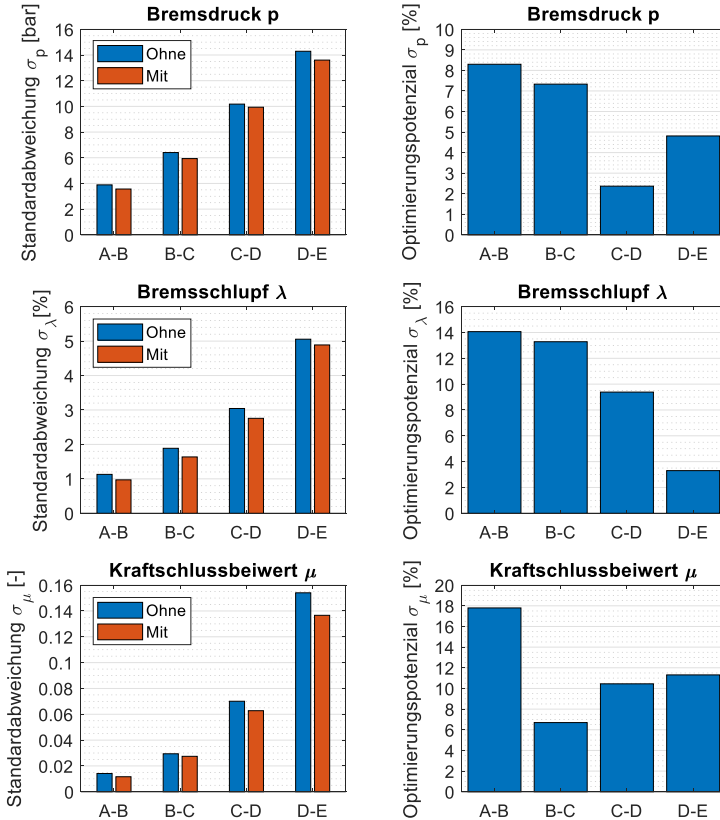 Bremsdruck p
Standardabweichung σp [bar]
16
14
12
10
8
6
4
2
0
Ohne
Mit
A-B B-C C-D D-E
Bremsdruck p
Optimierungspotenzial σp [%]
10
9
8
7
6
5
4
3
2
1
0
A-B B-C C-D D-E
Bremsschlupf λ
Standardabweichung σλ[%]
6
5
4
3
2
1
0
Ohne
Mit
A-B B-C C-D D-E
Bremsschlupf λ
Optimierungspotenzial σλ [%]
16
14
12
10
8
6
4
2
0
A-B B-C C-D D-E
Kraftschlussbeiwert μ
Standardabweichung σμ [-]
0.16
0.14
0.12
0.1
0.08
0.06
0.04
0.02
0
Ohne
Mit
A-B B-C C-D D-E
Kraftschlussbeiwert μ
Optimierungspotenzial σμ [%]
20
18
16
14
12
10
8
6
4
2
0
A-B B-C C-D D-E